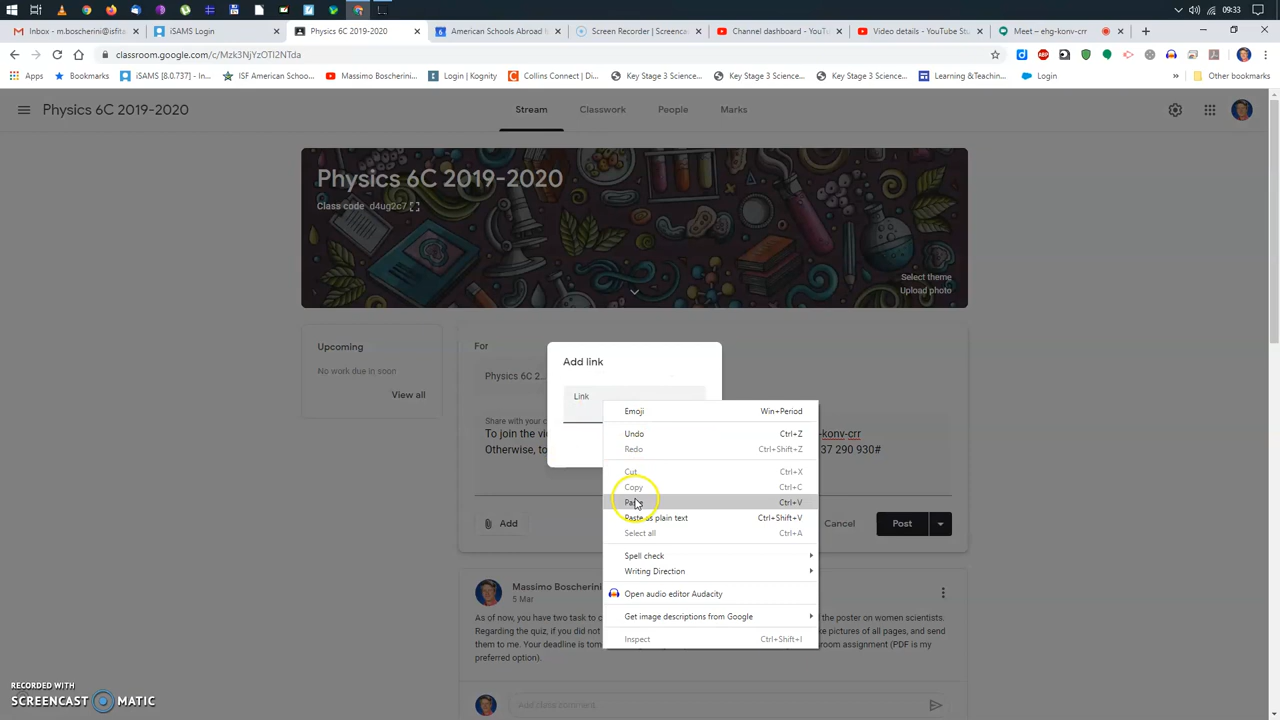 09:33
Inbox - m.boscherini@isfita
iSAMS Login
Physics 6C 2019-2020
American Schools Abroad b
Screen Recorder | Screenca
Channel dashboard - YouTu
Video details - YouTube Stu
Meet – ehg-konv-crr
classroom.google.com/c/Mzk3NjYzOTI2NTda
Apps
Bookmarks
iSAMS [8.0.737] - Ins
ISF American Schoo
Massimo Boscherini
Login | Kognity
Collins Connect | Di
Key Stage 3 Science
Key Stage 3 Science
Key Stage 3 Science
Learning &Teaching
Login
Other bookmarks
Physics 6C 2019-2020
Stream
Classwork
People
Marks
Physics 6C 2019-2020
Class code d4ug2c7
Select theme
Upload photo
Upcoming
No work due in soon
View all
For
Physics 6C 2...
Add link
Link
Share with your c
To join the vi
konv-crr
Otherwise, to
37 290 930#
Add
Cancel
Post
Emoji Win+Period
Undo Ctrl+Z
Redo Ctrl+Shift+Z
Cut Ctrl+X
Copy Ctrl+C
Paste Ctrl+V
Paste as plain text Ctrl+Shift+V
Select all Ctrl+A
Spell check
Writing Direction
Open audio editor Audacity
Get image descriptions from Google
Inspect Ctrl+Shift+I
Massimo Boscherini
5 Mar
As of now, you have two task to c
the poster on women scientists.
Regarding the quiz, if you did not
ake pictures of all pages, and send
them to me. Your deadline is tom
room assignment (PDF is my
preferred option).
Add class comment
RECORDED WITH
SCREENCAST MATIC